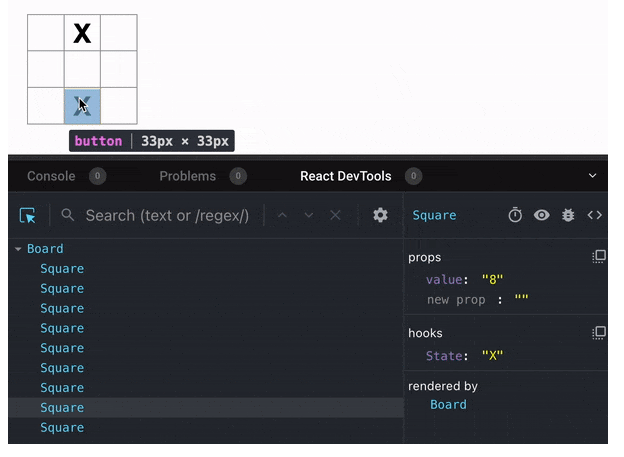 X
X
button | 33px × 33px
Console 0 Problems 0 React DevTools 0
Search (text or /regex/) Square
Board
Square
Square
Square
Square
Square
Square
Square
Square
Square
props
value: "8"
new prop : ""
hooks
State: "X"
rendered by
Board